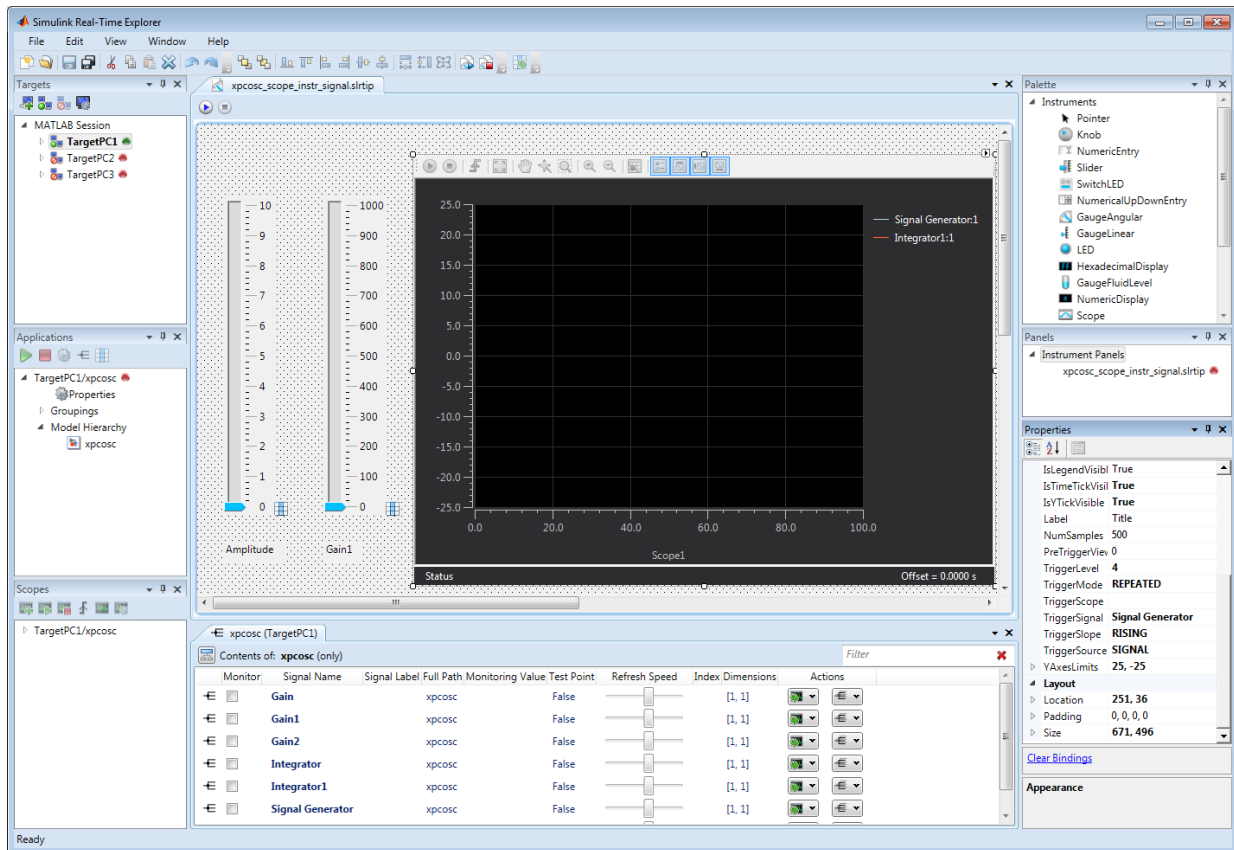 Simulink Real-Time Explorer
File Edit View Window Help
Targets
MATLAB Session
TargetPC1
TargetPC2
TargetPC3
Applications
TargetPC1/xpcosc
Properties
Groupings
Model Hierarchy
xpcosc
Scopes
TargetPC1/xpcosc
xpcosc_scope_instr_signal.slrtip
10
9
8
7
6
5
4
3
2
1
0
Amplitude
1000
900
800
700
600
500
400
300
200
100
0
Gain1
25.0
20.0
15.0
10.0
5.0
0.0
-5.0
-10.0
-15.0
-20.0
-25.0
0.0 20.0 40.0 60.0 80.0 100.0
Scope1
Signal Generator:1
Integrator1:1
Status Offset = 0.0000 s
xpcosc (TargetPC1)
Contents of: xpcosc (only) Filter
Monitor Signal Name Signal Label Full Path Monitoring Value Test Point Refresh Speed Index Dimensions Actions
Gain xpcosc False [1, 1]
Gain1 xpcosc False [1, 1]
Gain2 xpcosc False [1, 1]
Integrator xpcosc False [1, 1]
Integrator1 xpcosc False [1, 1]
Signal Generator xpcosc False [1, 1]
Palette
Instruments
Pointer
Knob
NumericEntry
Slider
SwitchLED
NumericalUpDownEntry
GaugeAngular
GaugeLinear
LED
HexadecimalDisplay
GaugeFluidLevel
NumericDisplay
Scope
Panels
Instrument Panels
xpcosc_scope_instr_signal.slrtip
Properties
IsLegendVisibl True
IsTimeTickVisil True
IsYTickVisible True
Label Title
NumSamples 500
PreTriggerView 0
TriggerLevel 4
TriggerMode REPEATED
TriggerScope
TriggerSignal Signal Generator
TriggerSlope RISING
TriggerSource SIGNAL
YAxesLimits 25, -25
Layout
Location 251, 36
Padding 0, 0, 0, 0
Size 671, 496
Clear Bindings
Appearance
Ready